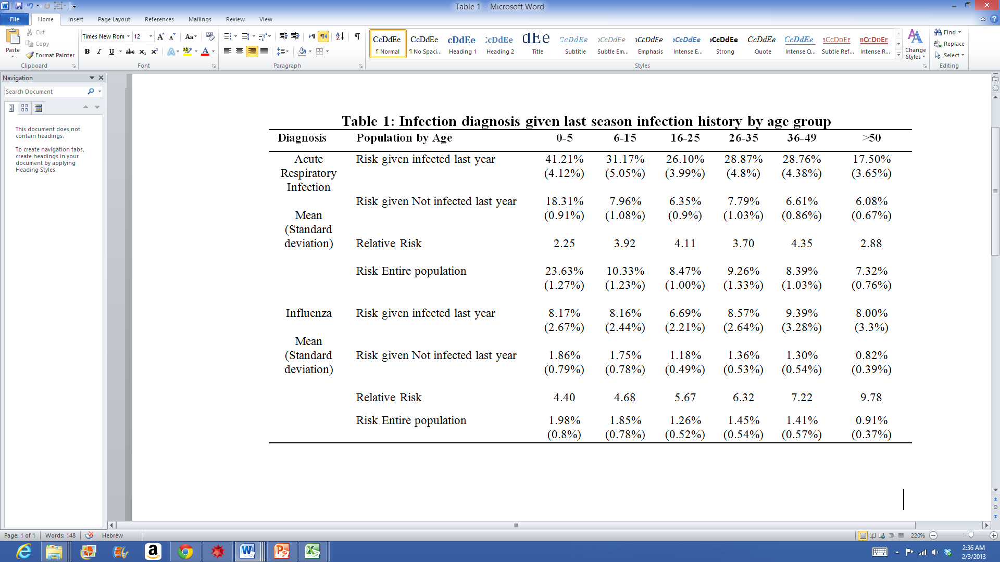 Table 1 - Microsoft Word
File Home Insert Page Layout References Mailings Review View
Paste
Cut
Copy
Format Painter
Clipboard
Times New Rom 12
Font
Paragraph
CcDdEe CcDdEe cDdEe CcDdEe dEe CcDdEe CcDdEe CcDdEe CcDdEe CcDdEe CcDdEe CcDdEe CCDDEE CCDDEE
¶ Normal ¶ No Spaci... Heading 1 Heading 2 Title Subtitle Subtle Em... Emphasis Intense E... Strong Quote Intense Q... Subtle Ref... Intense R...
Change Styles
Styles
Find
Replace
Select
Editing
Navigation
Search Document
This document does not
contain headings.
To create navigation tabs,
create headings in your
document by applying
Heading Styles.
Table 1: Infection diagnosis given last season infection history by age group
Diagnosis Population by Age 0-5 6-15 16-25 26-35 36-49 >50
Acute Risk given infected last year 41.21% 31.17% 26.10% 28.87% 28.76% 17.50%
Respiratory (4.12%) (5.05%) (3.99%) (4.8%) (4.38%) (3.65%)
Infection
Risk given Not infected last year 18.31% 7.96% 6.35% 7.79% 6.61% 6.08%
Mean (0.91%) (1.08%) (0.9%) (1.03%) (0.86%) (0.67%)
(Standard
deviation) Relative Risk 2.25 3.92 4.11 3.70 4.35 2.88
Risk Entire population 23.63% 10.33% 8.47% 9.26% 8.39% 7.32%
(1.27%) (1.23%) (1.00%) (1.33%) (1.03%) (0.76%)
Influenza Risk given infected last year 8.17% 8.16% 6.69% 8.57% 9.39% 8.00%
(2.67%) (2.44%) (2.21%) (2.64%) (3.28%) (3.3%)
Mean
(Standard Risk given Not infected last year 1.86% 1.75% 1.18% 1.36% 1.30% 0.82%
deviation) (0.79%) (0.78%) (0.49%) (0.53%) (0.54%) (0.39%)
Relative Risk 4.40 4.68 5.67 6.32 7.22 9.78
Risk Entire population 1.98% 1.85% 1.26% 1.45% 1.41% 0.91%
(0.8%) (0.78%) (0.52%) (0.54%) (0.57%) (0.37%)
Page: 1 of 1 Words: 148 Hebrew 220%
2:36 AM
2/3/2013